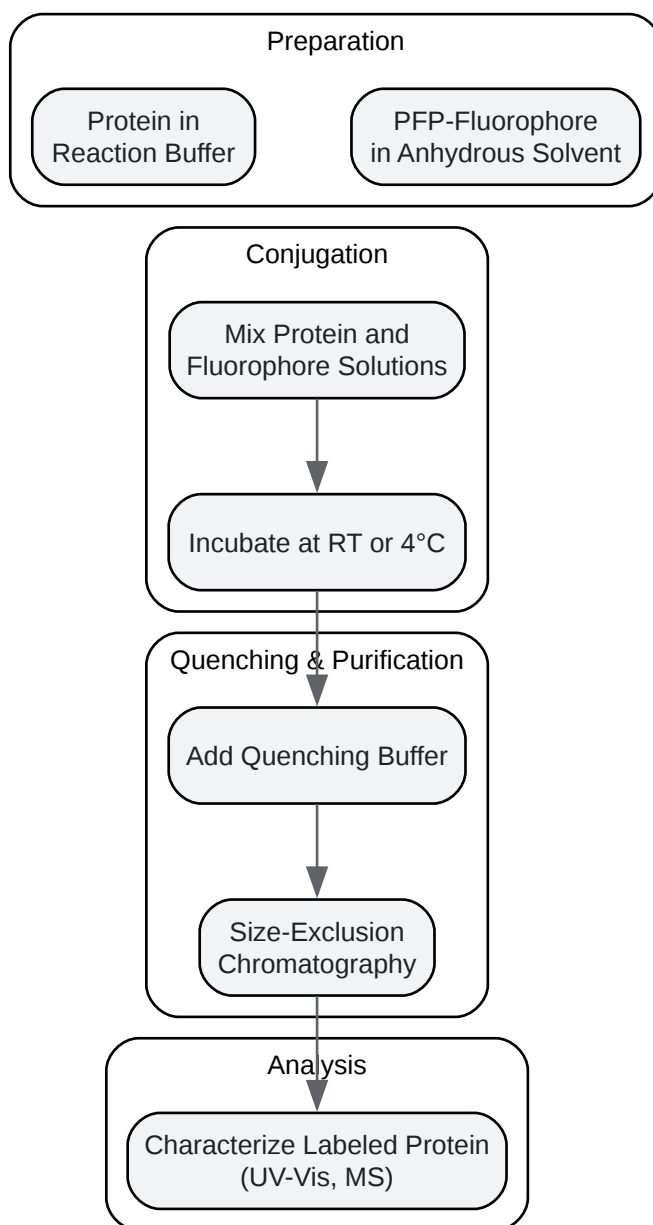 Preparation
Protein in
Reaction Buffer
PFP-Fluorophore
in Anhydrous Solvent
Conjugation
Mix Protein and
Fluorophore Solutions
Incubate at RT or 4°C
Quenching & Purification
Add Quenching Buffer
Size-Exclusion
Chromatography
Analysis
Characterize Labeled Protein
(UV-Vis, MS)